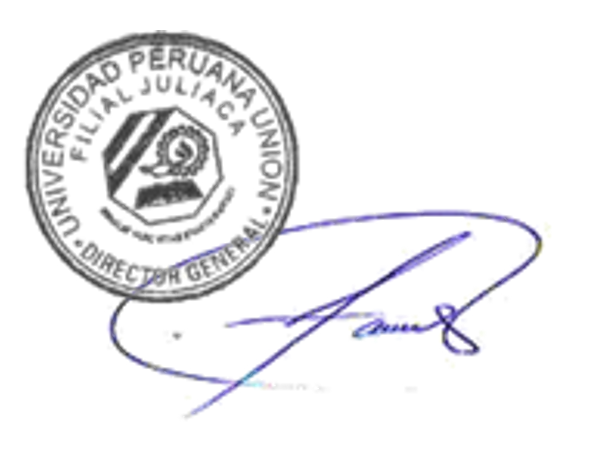 UNIVERSIDAD PERUANA UNION
FILIAL JULIACA
DIRECTOR GENERAL